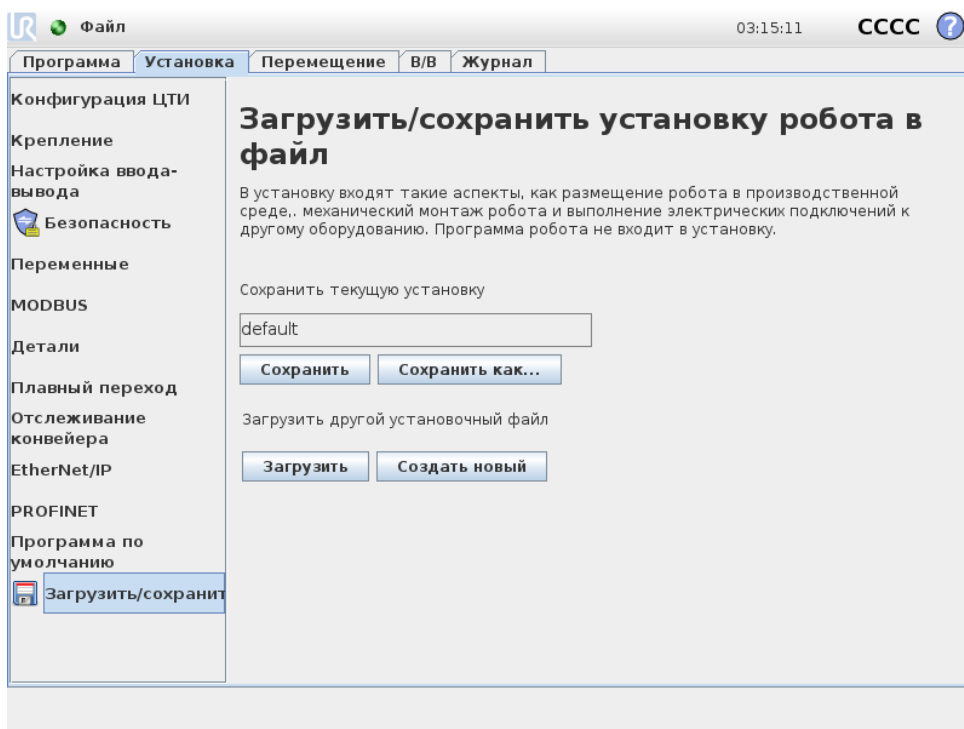 UR Файл 03:15:11 CCCC ?
Программа Установка Перемещение В/В Журнал
Конфигурация ЦТИ
Крепление
Настройка ввода-
вывода
Безопасность
Переменные
MODBUS
Детали
Плавный переход
Отслеживание
конвейера
EtherNet/IP
PROFINET
Программа по
умолчанию
Загрузить/сохранит
Загрузить/сохранить установку робота в
файл
В установку входят такие аспекты, как размещение робота в производственной
среде,. механический монтаж робота и выполнение электрических подключений к
другому оборудованию. Программа робота не входит в установку.
Сохранить текущую установку
default
Сохранить Сохранить как...
Загрузить другой установочный файл
Загрузить Создать новый